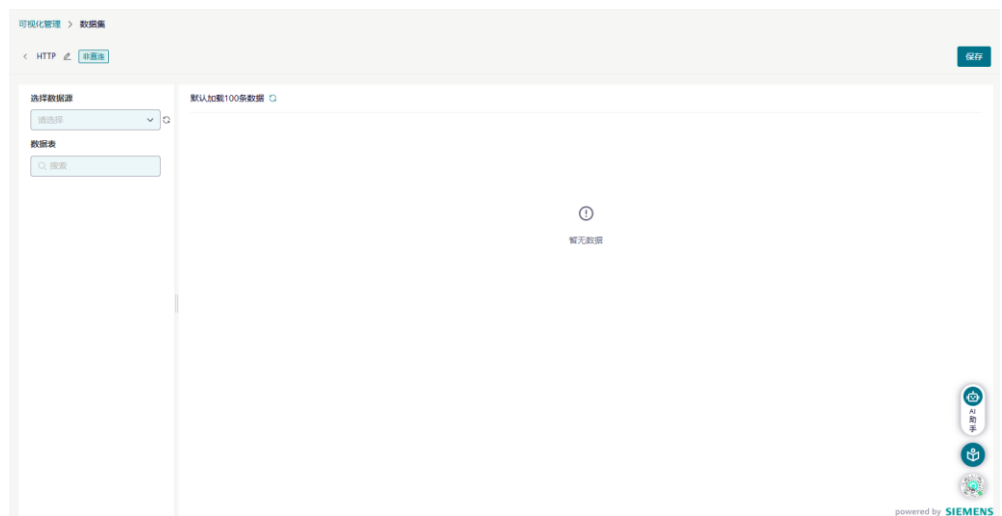 可视化管理 > 数据集
< HTTP 非直连
保存
选择数据源
请选择
数据表
搜索
默认加载100条数据
暂无数据
AI
助
手
powered by SIEMENS